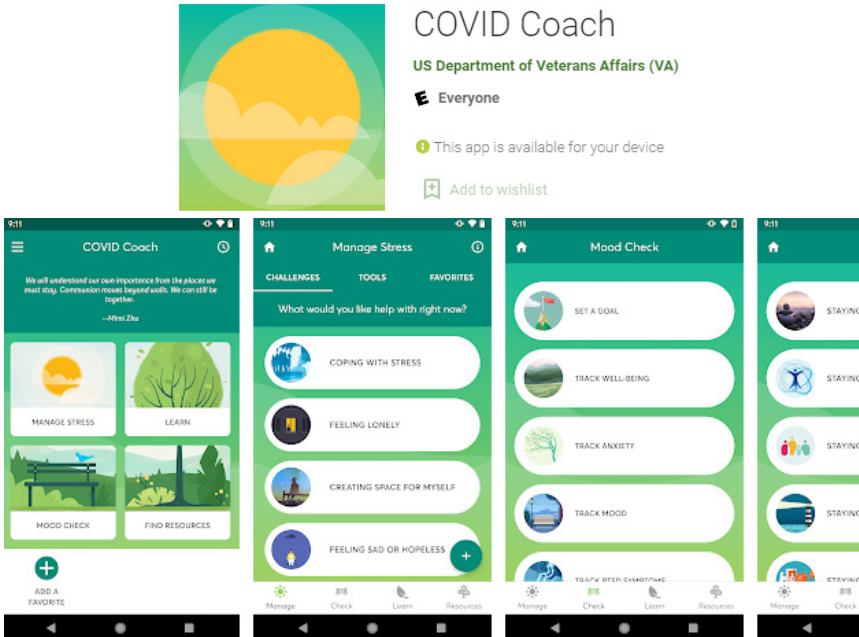 COVID Coach
US Department of Veterans Affairs (VA)
E Everyone
This app is available for your device
Add to wishlist
9:11
COVID Coach
We will understand our own importance from the places we
must stay. Communion moves beyond walls. We can still be
together.
--Mimi Zhu
MANAGE STRESS
LEARN
MOOD CHECK
FIND RESOURCES
ADD A
FAVORITE
9:11
Manage Stress
CHALLENGES TOOLS FAVORITES
What would you like help with right now?
COPING WITH STRESS
FEELING LONELY
CREATING SPACE FOR MYSELF
FEELING SAD OR HOPELESS
Manage Check Learn Resources
9:11
Mood Check
SET A GOAL
TRACK WELL-BEING
TRACK ANXIETY
TRACK MOOD
TRACK PTSD SYMPTOMS
Manage Check Learn Resources
9:11
STAYING
STAYING
STAYING
STAYING
STAYING
Manage Check